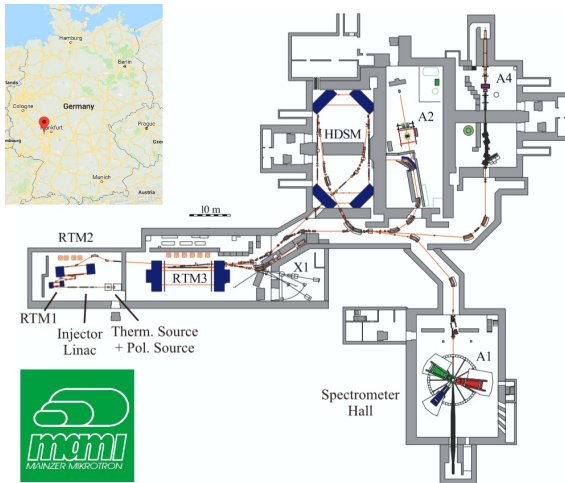 Hamburg
Berlin
Cologne
Germany
Frankfurt
Munich
Austria
HDSM
A2
A4
10 m
RTM2
RTM3
X1
RTM1
Injector
Linac
Therm. Source
+ Pol. Source
Spectrometer
Hall
A1
mami
MAINZER MIKROTRON